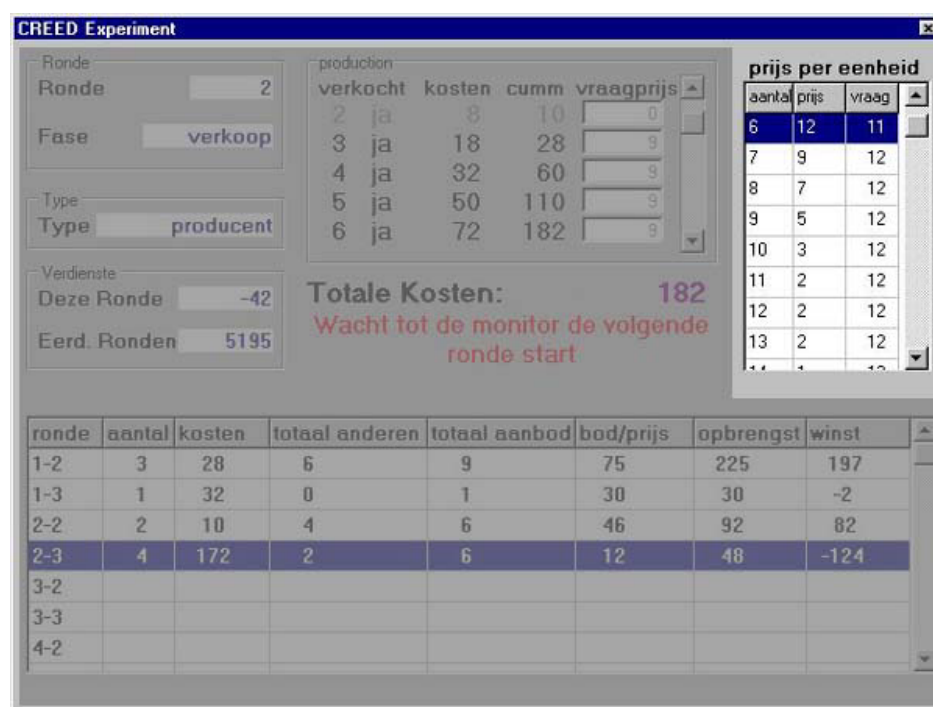 CREED Experiment
Ronde
Ronde 2
Fase verkoop
Type
Type producent
Verdienste
Deze Ronde -42
Eerd. Ronden 5195
production
verkocht kosten cumm vraagprijs
2 ja 8 10 0
3 ja 18 28 9
4 ja 32 60 9
5 ja 50 110 9
6 ja 72 182 9
Totale Kosten: 182
Wacht tot de monitor de volgende
ronde start
prijs per eenheid
aantal prijs vraag
6 12 11
7 9 12
8 7 12
9 5 12
10 3 12
11 2 12
12 2 12
13 2 12
ronde aantal kosten totaal anderen totaal aanbod bod/prijs opbrengst winst
1-2 3 28 6 9 75 225 197
1-3 1 32 0 1 30 30 -2
2-2 2 10 4 6 46 92 82
2-3 4 172 2 6 12 48 -124
3-2
3-3
4-2